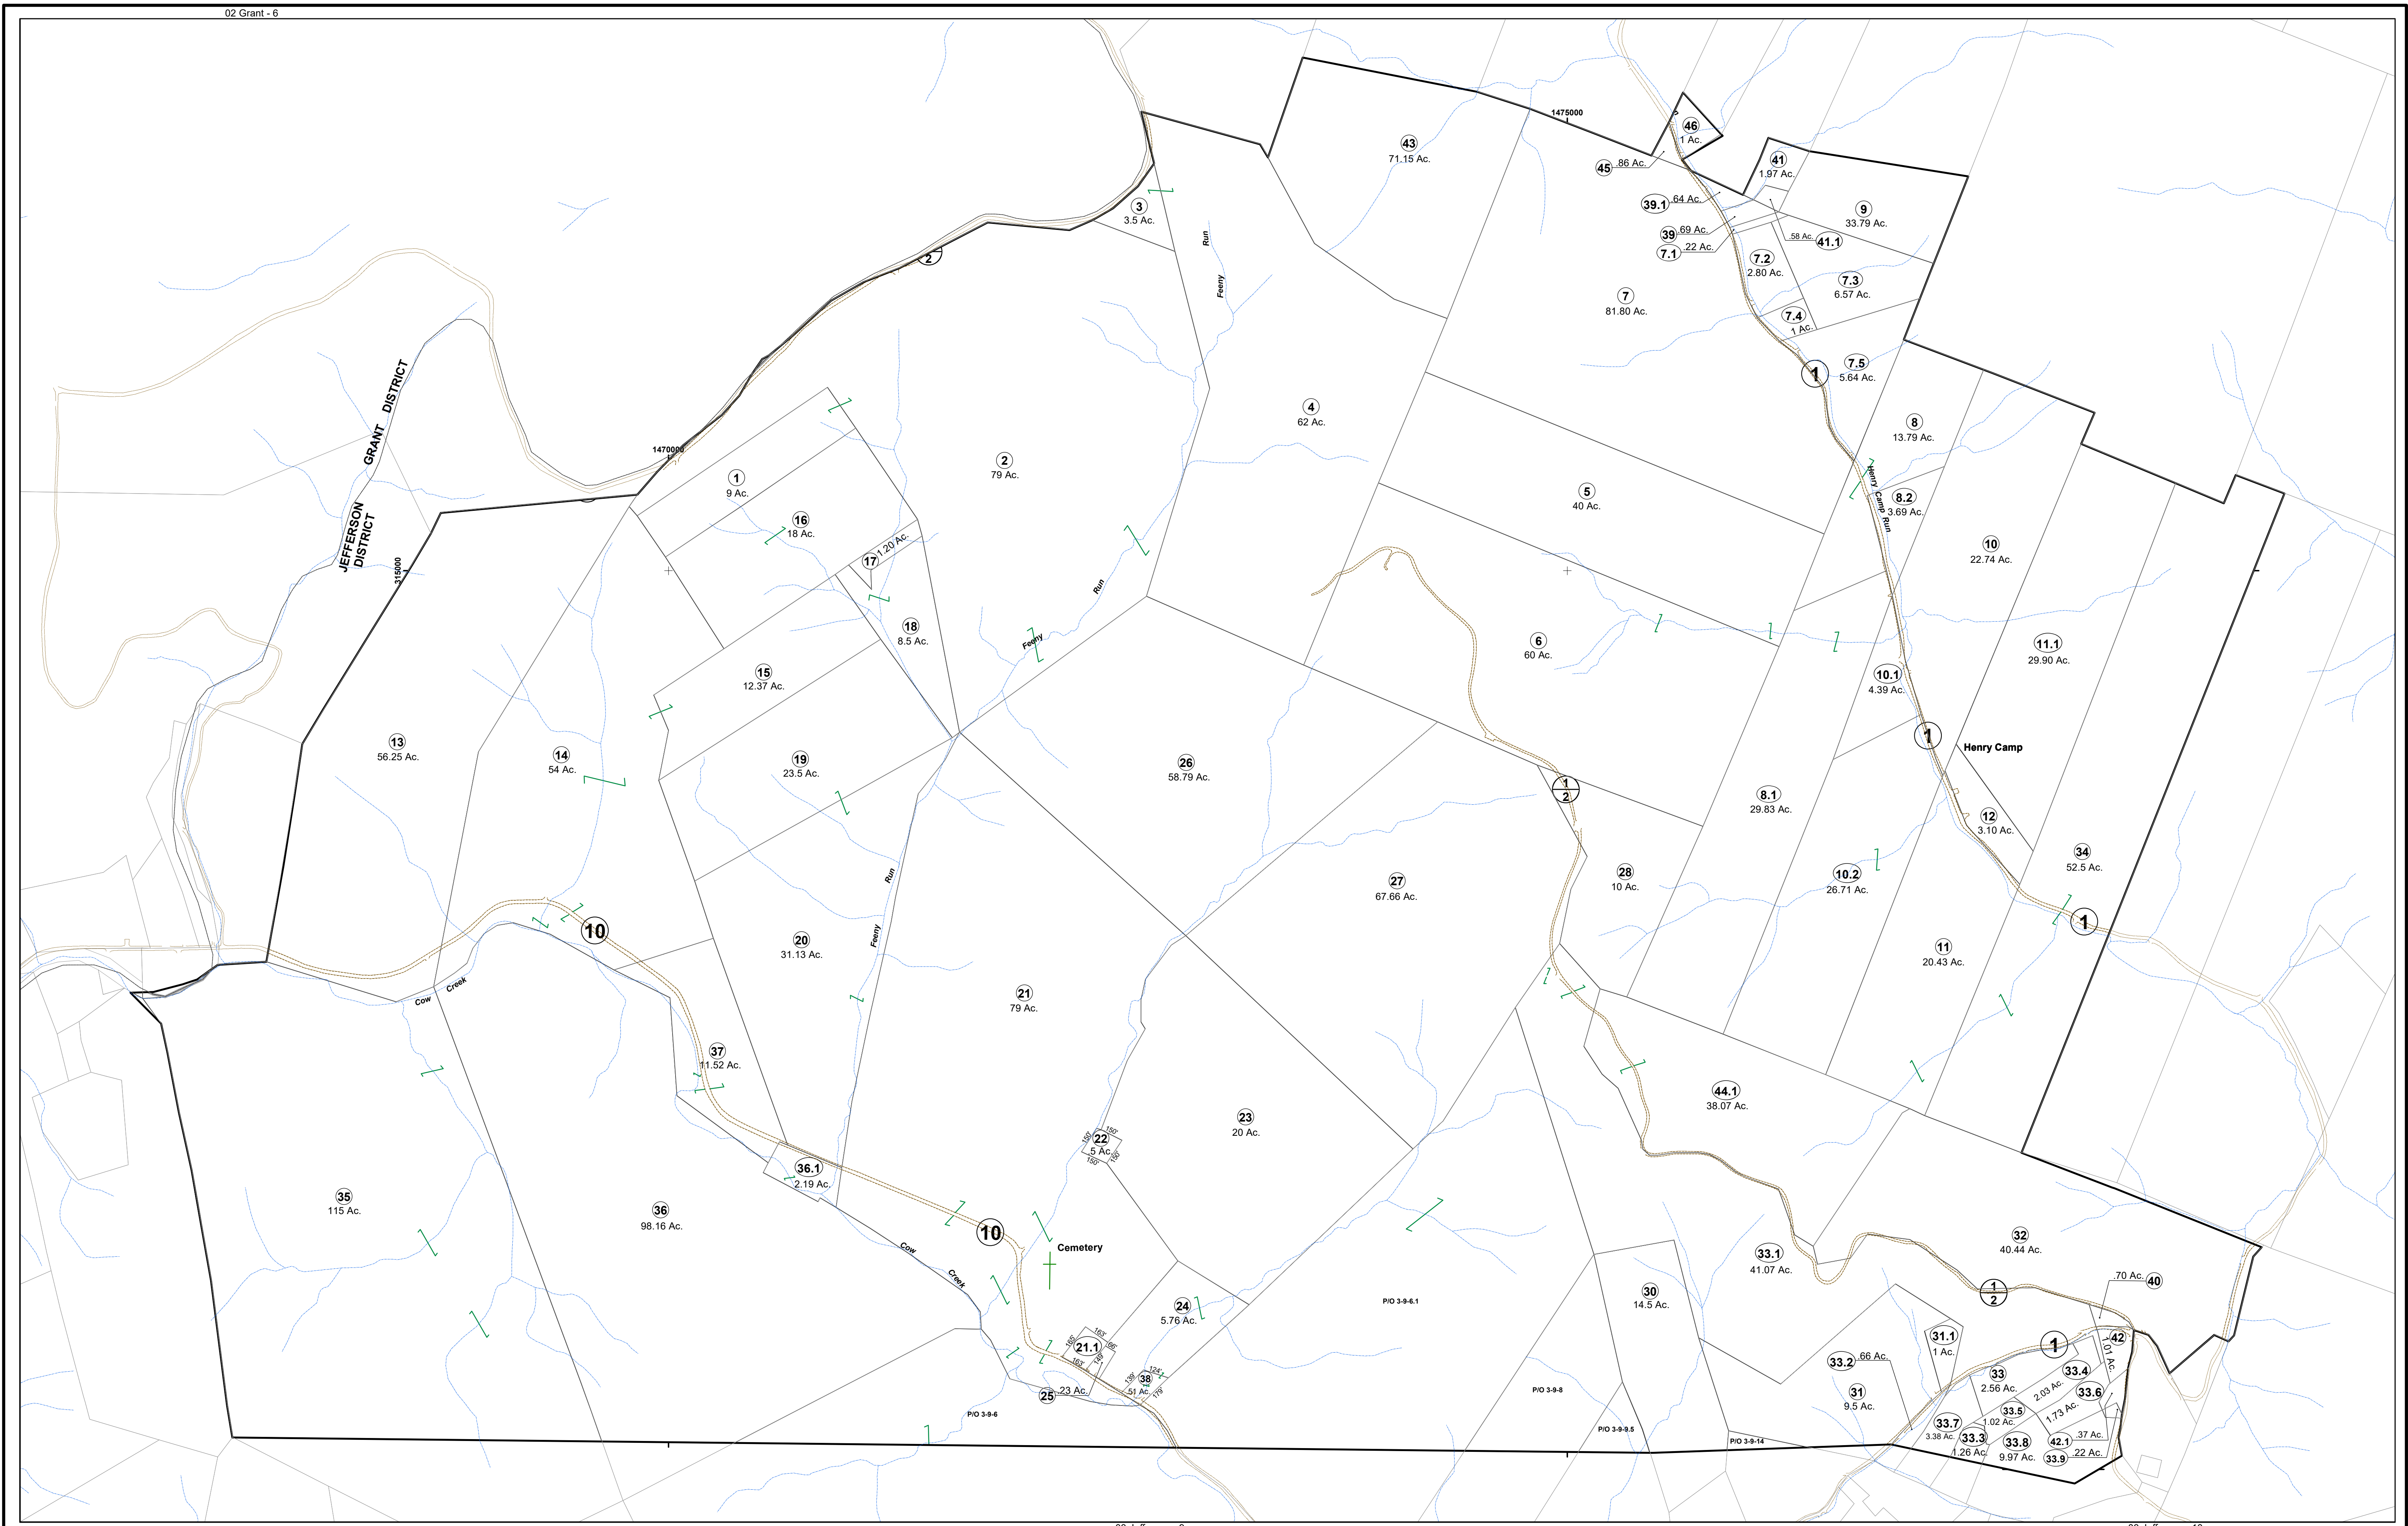 02 Grant - 6
1475000
46
1 Ac.
43
71.15 Ac.
45
.86 Ac.
41
1.97 Ac.
39.1
.64 Ac.
3
3.5 Ac.
9
33.79 Ac.
39
.69 Ac.
.58 Ac.
41.1
7.1
.22 Ac.
Run
Feeny
2
7.2
2.80 Ac.
7.3
6.57 Ac.
7
81.80 Ac.
7.4
1 Ac.
7.5
5.64 Ac.
1
GRANT DISTRICT
JEFFERSON
DISTRICT
4
62 Ac.
8
13.79 Ac.
1470000
2
79 Ac.
1
9 Ac.
5
40 Ac.
Henry Camp Run
8.2
3.69 Ac.
16
18 Ac.
17
1.20 Ac.
10
22.74 Ac.
315000
Run
Feeny
18
8.5 Ac.
6
60 Ac.
11.1
29.90 Ac.
15
12.37 Ac.
10.1
4.39 Ac.
13
56.25 Ac.
14
54 Ac.
19
23.5 Ac.
26
58.79 Ac.
1
Henry Camp
1
2
8.1
29.83 Ac.
12
3.10 Ac.
34
52.5 Ac.
27
67.66 Ac.
28
10 Ac.
10.2
26.71 Ac.
Run
Feeny
10
20
31.13 Ac.
1
11
20.43 Ac.
Cow Creek
21
79 Ac.
37
11.52 Ac.
44.1
38.07 Ac.
23
20 Ac.
22
.5 Ac.
150'
150'
150'
150'
36.1
2.19 Ac.
35
115 Ac.
36
98.16 Ac.
10
Cemetery
Cow
Creek
32
40.44 Ac.
33.1
41.07 Ac.
.70 Ac.
40
1
2
30
14.5 Ac.
P/O 3-9-6.1
24
5.76 Ac.
21.1
163'
165'
66'
149'
163'
31.1
1 Ac.
1
42
1.01 Ac.
33.2
.66 Ac.
33
2.56 Ac.
33.4
2.03 Ac.
38
.51 Ac.
124'
139'
179'
25
.23 Ac.
P/O 3-9-6
P/O 3-9-8
31
9.5 Ac.
33.6
1.73 Ac.
33.5
1.02 Ac.
33.7
3.38 Ac.
P/O 3-9-9.5
P/O 3-9-14
33.3
1.26 Ac.
33.8
9.97 Ac.
42.1
.37 Ac.
33.9
.22 Ac.